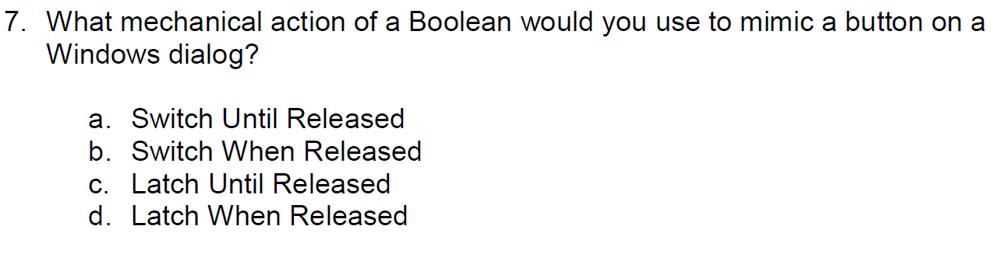 7. What mechanical action of a Boolean would you use to mimic a button on a
Windows dialog?
a. Switch Until Released
b. Switch When Released
c. Latch Until Released
d. Latch When Released